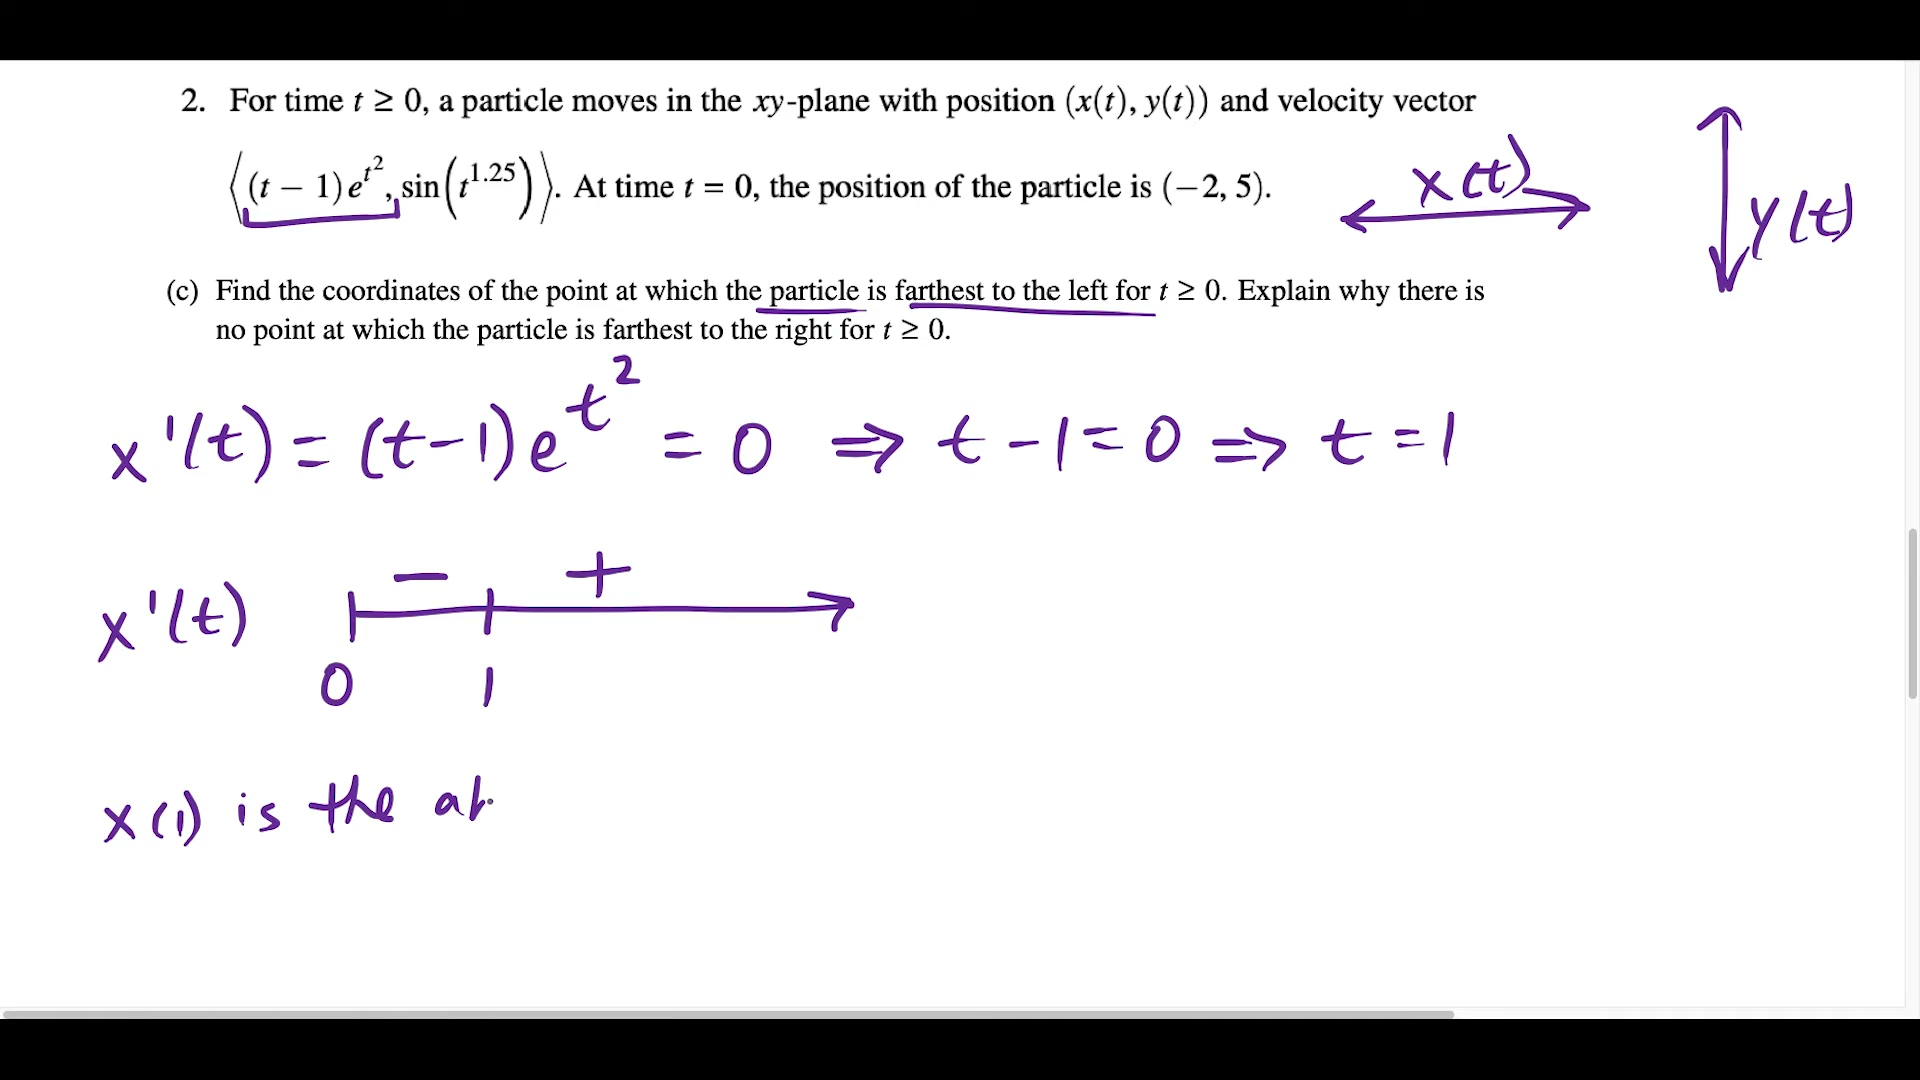 2. For time t ≥ 0, a particle moves in the xy-plane with position (x(t), y(t)) and velocity vector
⟨(t − 1)e^{t^2}, sin(t^{1.25})⟩. At time t = 0, the position of the particle is (−2, 5).
x(t)
y(t)
(c) Find the coordinates of the point at which the particle is farthest to the left for t ≥ 0. Explain why there is
no point at which the particle is farthest to the right for t ≥ 0.
x'(t) = (t-1)e^{t^2} = 0 ⇒ t-1=0 ⇒ t=1
− +
x'(t)
0 1
x(1) is the